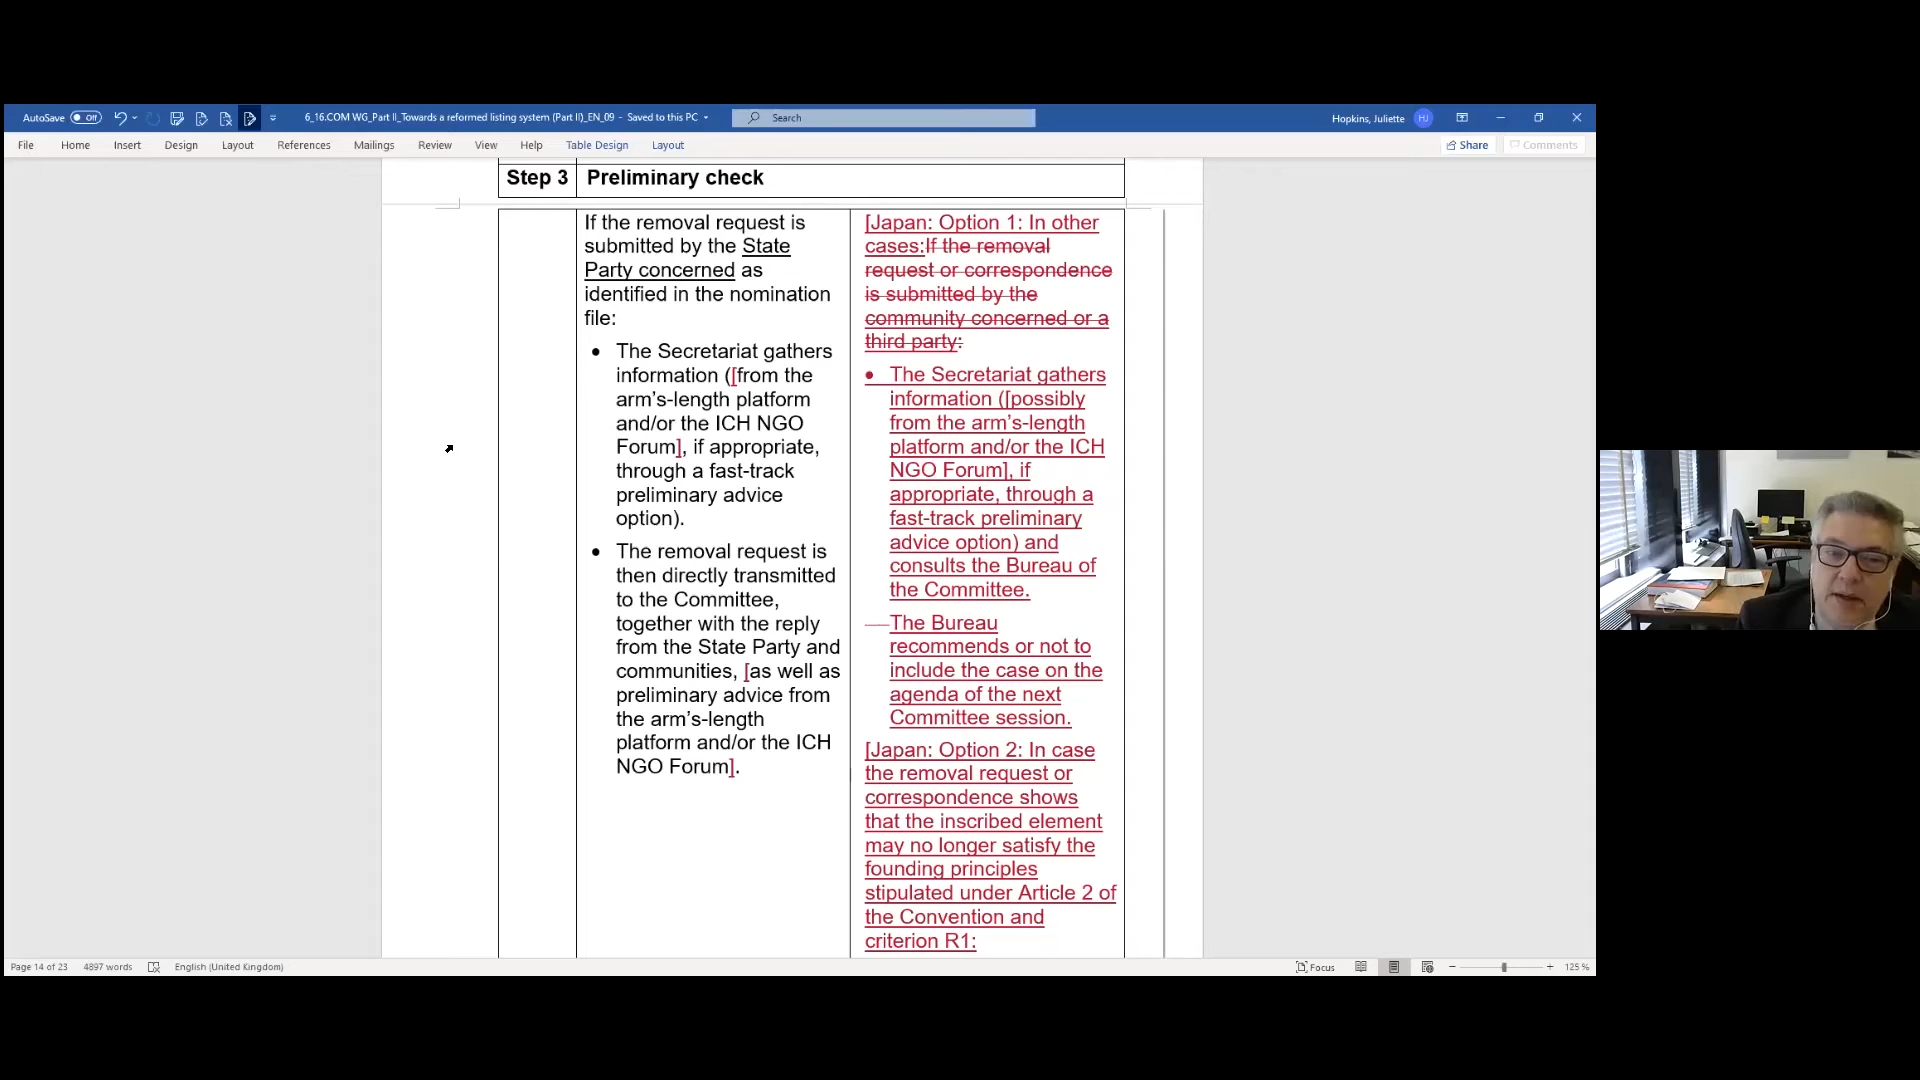 AutoSave Off 6_16.COM WG_Part II_Towards a reformed listing system (Part II)_EN_09 - Saved to this PC Search Hopkins, Juliette HJ
File Home Insert Design Layout References Mailings Review View Help Table Design Layout Share Comments
Step 3 Preliminary check
If the removal request is
submitted by the State
Party concerned as
identified in the nomination
file:
• The Secretariat gathers
information ([from the
arm's-length platform
and/or the ICH NGO
Forum], if appropriate,
through a fast-track
preliminary advice
option).
• The removal request is
then directly transmitted
to the Committee,
together with the reply
from the State Party and
communities, [as well as
preliminary advice from
the arm's-length
platform and/or the ICH
NGO Forum].
[Japan: Option 1: In other
cases:If the removal
request or correspondence
is submitted by the
community concerned or a
third party:
• The Secretariat gathers
information ([possibly
from the arm's-length
platform and/or the ICH
NGO Forum], if
appropriate, through a
fast-track preliminary
advice option) and
consults the Bureau of
the Committee.
The Bureau
recommends or not to
include the case on the
agenda of the next
Committee session.
[Japan: Option 2: In case
the removal request or
correspondence shows
that the inscribed element
may no longer satisfy the
founding principles
stipulated under Article 2 of
the Convention and
criterion R1:
Page 14 of 23 4897 words English (United Kingdom) Focus 125 %